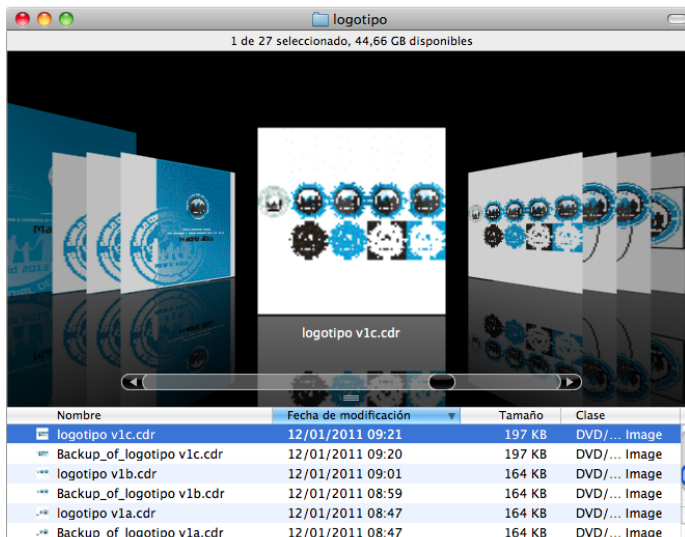 logotipo
1 de 27 seleccionado, 44,66 GB disponibles
Madrid 2012
logotipo v1c.cdr
Nombre Fecha de modificación Tamaño Clase
logotipo v1c.cdr 12/01/2011 09:21 197 KB DVD/... Image
Backup_of_logotipo v1c.cdr 12/01/2011 09:20 197 KB DVD/... Image
logotipo v1b.cdr 12/01/2011 09:01 164 KB DVD/... Image
Backup_of_logotipo v1b.cdr 12/01/2011 08:59 164 KB DVD/... Image
logotipo v1a.cdr 12/01/2011 08:47 164 KB DVD/... Image
Backup_of_logotipo v1a.cdr 12/01/2011 08:47 164 KB DVD/... Image